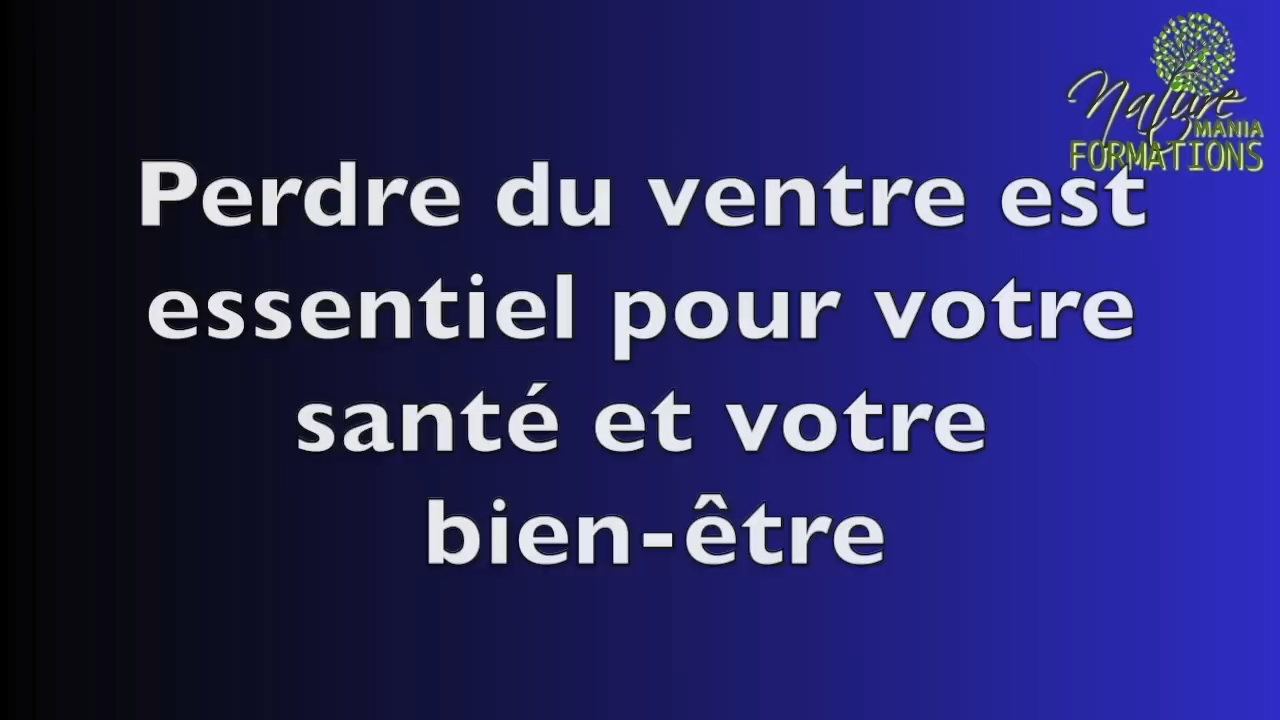 Nature
MANIA
FORMATIONS
Perdre du ventre est
essentiel pour votre
santé et votre
bien-être